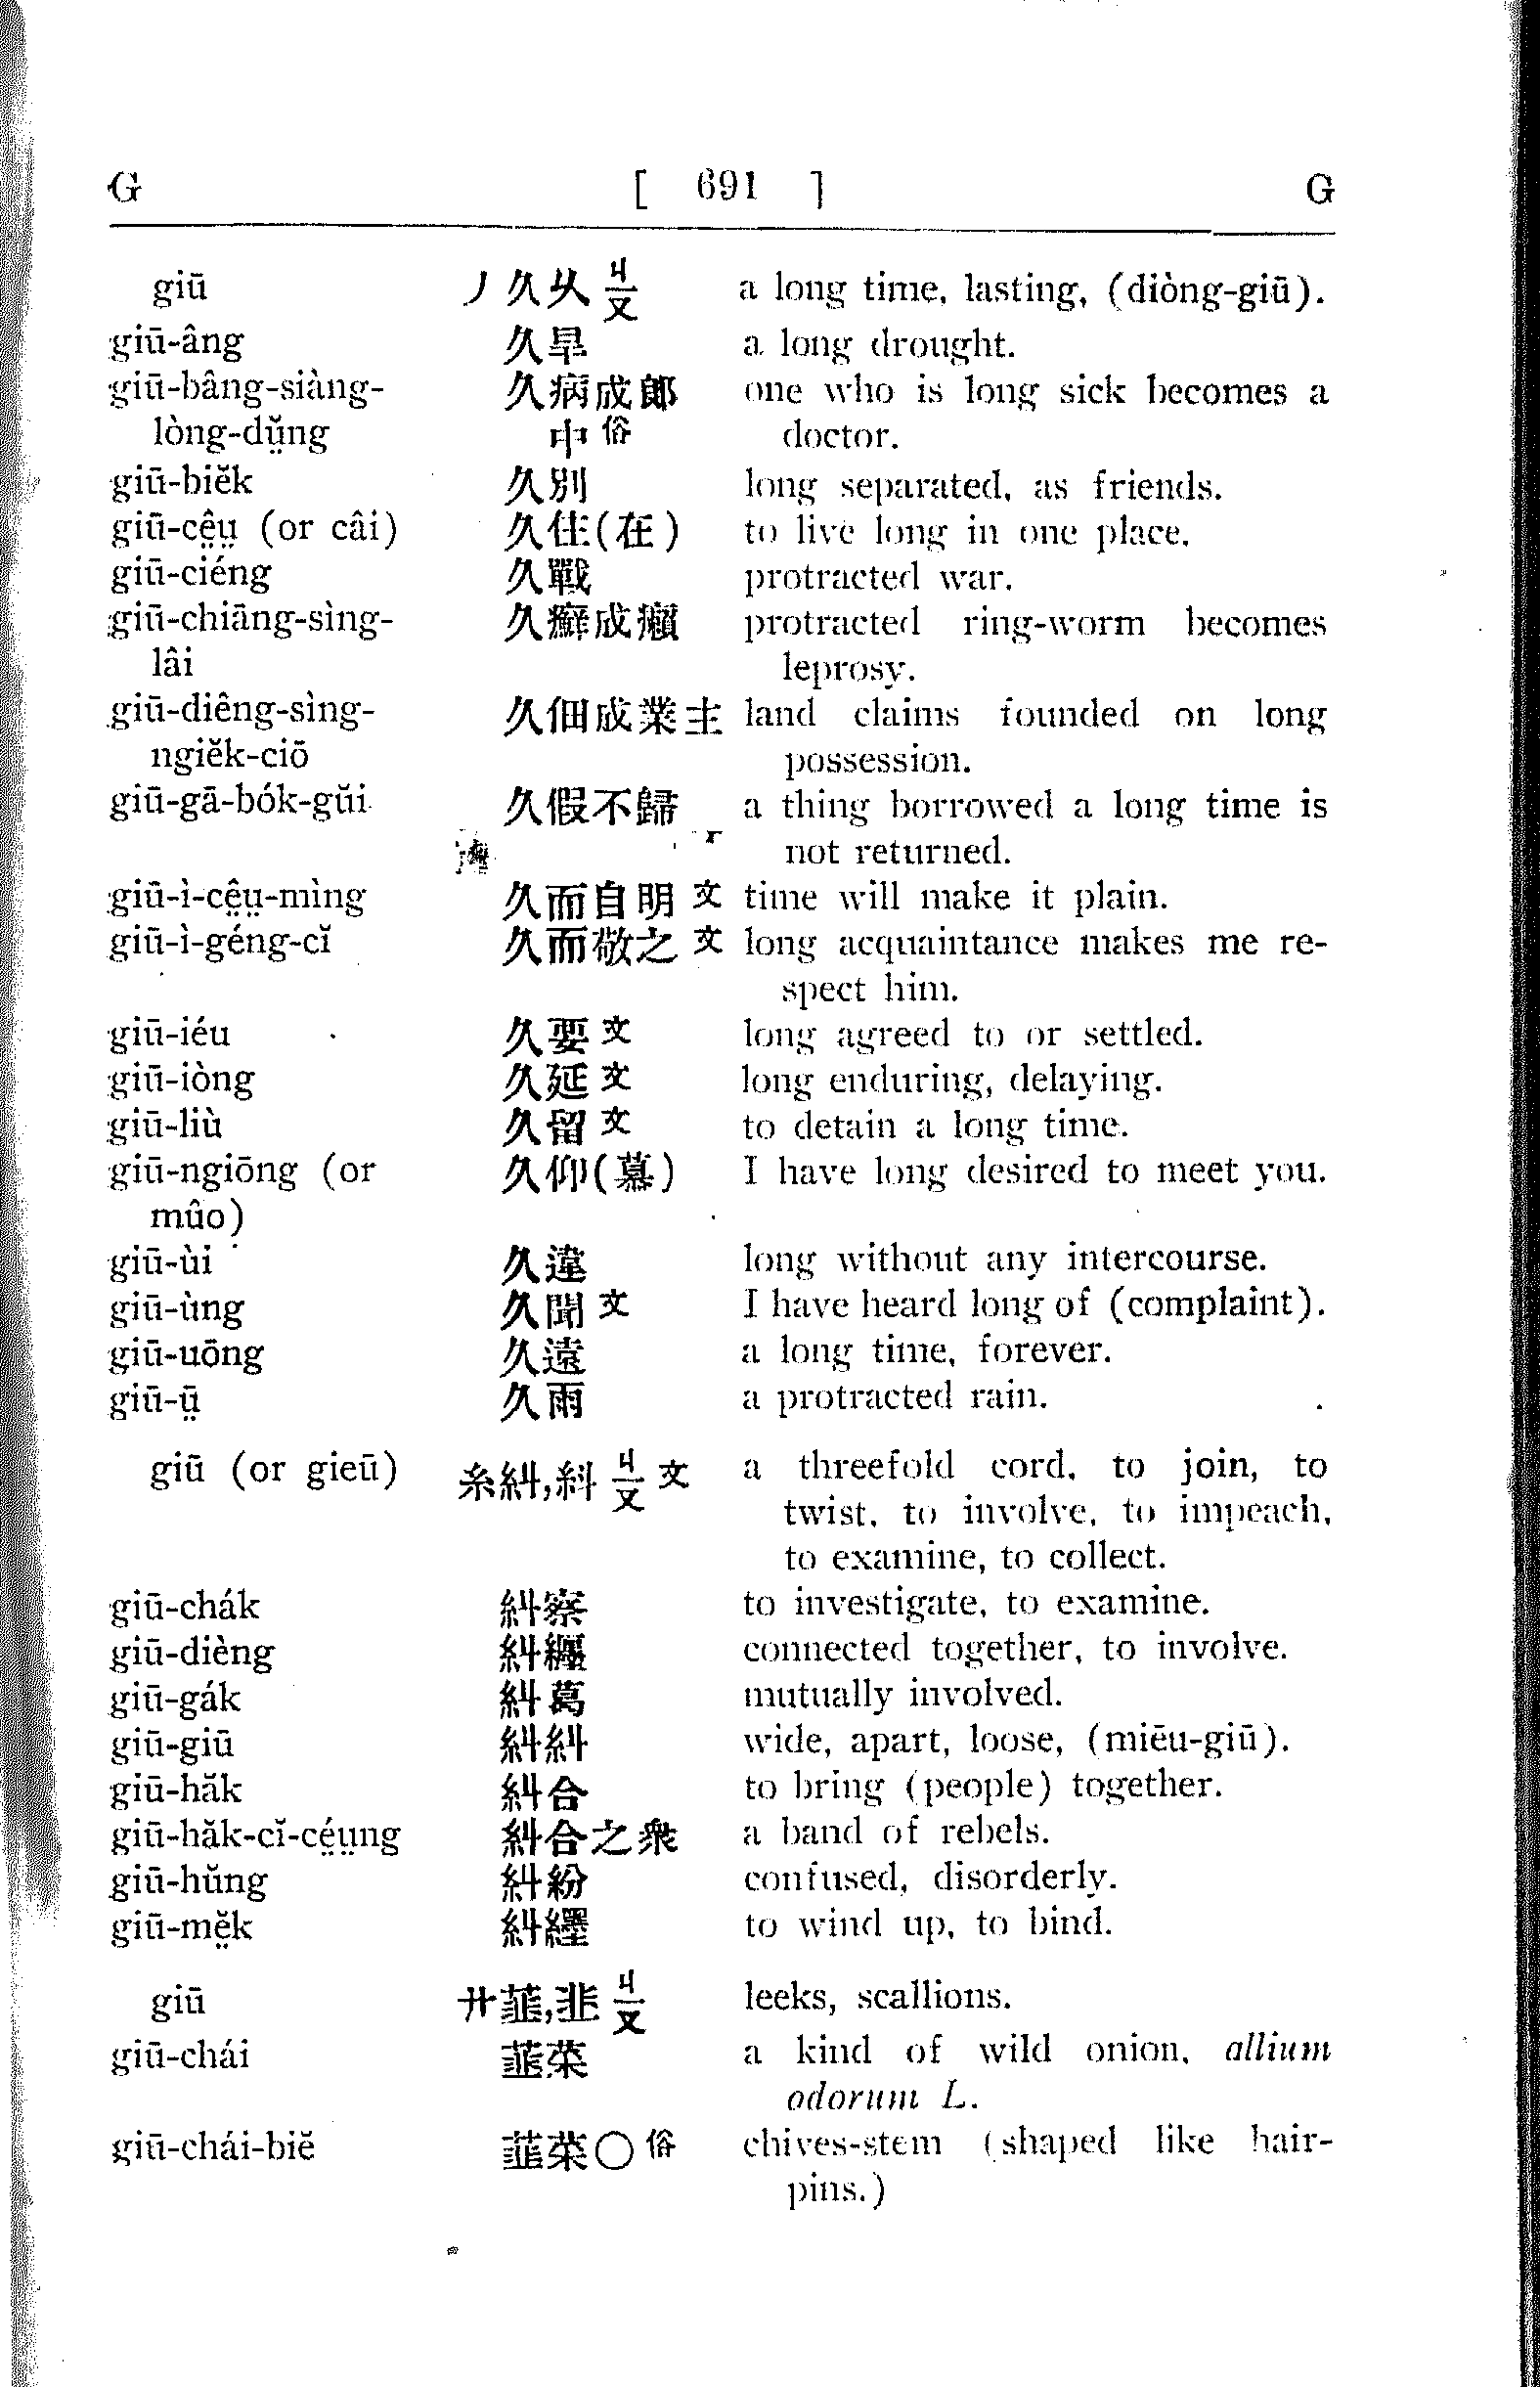 G [ 691 ] G
giū 丿久乆 ㄐ/ㄡ a long time, lasting, (diòng-giū).
giū-âng 久旱 a long drought.
giū-bâng-siàng- 久病成郎 one who is long sick becomes a
lòng-dṳ̆ng 中俗 doctor.
giū-biĕk 久別 long separated, as friends.
giū-cê̤ṳ (or câi) 久住(在) to live long in one place.
giū-ciéng 久戰 protracted war.
giū-chiāng-sìng- 久癬成癩 protracted ring-worm becomes
lâi leprosy.
giū-diêng-sìng- 久佃成業主 land claims founded on long
ngiĕk-ciō possession.
giū-gā-bók-gŭi 久假不歸 a thing borrowed a long time is
not returned.
giū-ì-cê̤ṳ-mìng 久而自明文 time will make it plain.
giū-ì-géng-cĭ 久而敬之文 long acquaintance makes me re-
spect him.
giū-iéu 久要文 long agreed to or settled.
giū-iòng 久延文 long enduring, delaying.
giū-liù 久留文 to detain a long time.
giū-ngiōng (or 久仰(慕) I have long desired to meet you.
mûo)
giū-ùi 久違 long without any intercourse.
giū-ùng 久聞文 I have heard long of (complaint).
giū-uōng 久遠 a long time, forever.
giū-ṳ̄ 久雨 a protracted rain.
giū (or gieū) 糸糾,糾 ㄐ/ㄡ 文 a threefold cord, to join, to
twist, to involve, to impeach,
to examine, to collect.
giū-chák 糾察 to investigate, to examine.
giū-dièng 糾纒 connected together, to involve.
giū-gák 糾葛 mutually involved.
giū-giū 糾糾 wide, apart, loose, (miēu-giū).
giū-hăk 糾合 to bring (people) together.
giū-hăk-cĭ-cé̤ṳng 糾合之衆 a band of rebels.
giū-hŭng 糾紛 confused, disorderly.
giū-mĕ̤k 糾纆 to wind up, to bind.
giū 艹韮,韭 ㄐ/ㄡ leeks, scallions.
giū-chái 韮菜 a kind of wild onion, allium
odorum L.
giū-chái-biĕ 韮菜〇俗 chives-stem (shaped like hair-
pins.)